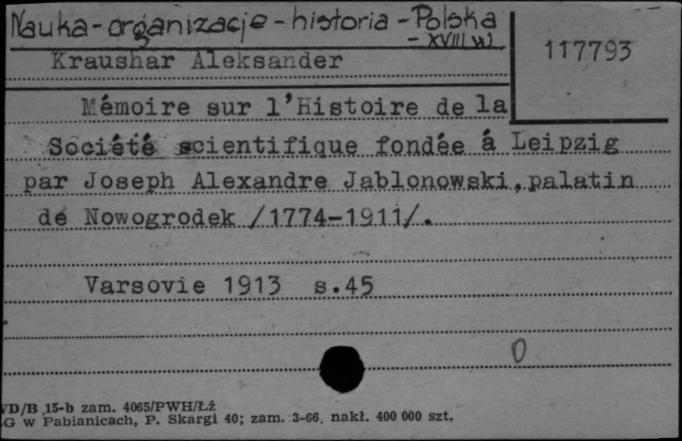 Nauka - organizacje - historia - Polska
- XVIII w.
117793
Kraushar Aleksander
Mémoire sur l'Histoire de la
Société scientifique fondée á Leipzig
par Joseph Alexandre Jablonowski, palatin
de Nowogrodek /1774-1911/.
Varsovie 1913 s.45
0
VD/B 15-b zam. 4065/PWH/Łź
G w Pabianicach, P. Skargi 40; zam. 3-66, nakł. 400 000 szt.